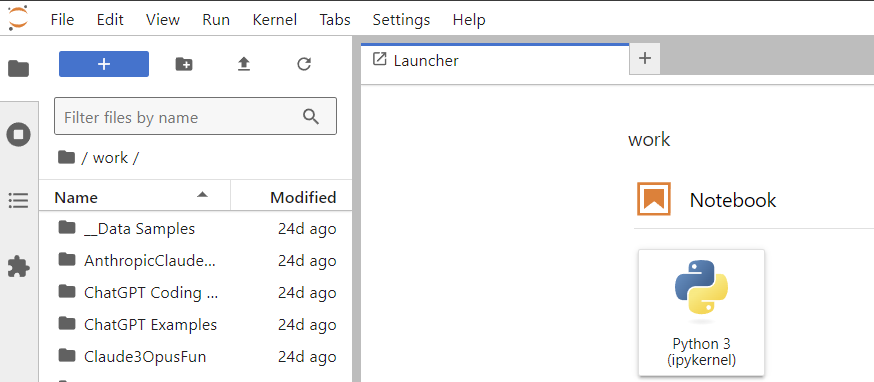 File Edit View Run Kernel Tabs Settings Help
Launcher
Filter files by name
/ work /
Name Modified
__Data Samples 24d ago
AnthropicClaude... 24d ago
ChatGPT Coding ... 24d ago
ChatGPT Examples 24d ago
Claude3OpusFun 24d ago
work
Notebook
Python 3
(ipykernel)